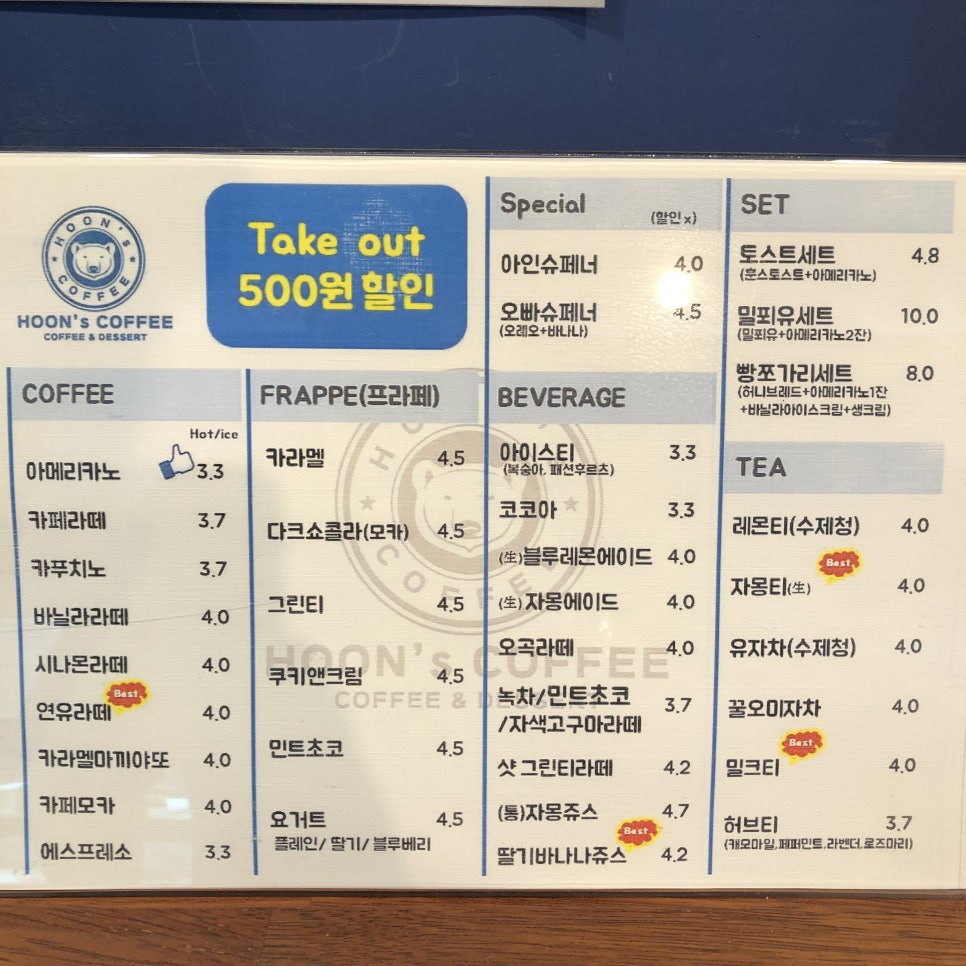 HOON's
COFFEE
HOON's COFFEE
COFFEE & DESSERT
Take out
500원 할인
COFFEE
Hot/ice
아메리카노 3.3
카페라떼 3.7
카푸치노 3.7
바닐라라떼 4.0
시나몬라떼 4.0
Best
연유라떼 4.0
카라멜마끼야또 4.0
카페모카 4.0
에스프레소 3.3
FRAPPE(프라페)
카라멜 4.5
다크쇼콜라(모카) 4.5
그린티 4.5
쿠키앤크림 4.5
민트초코 4.5
요거트 4.5
플레인/ 딸기/ 블루베리
HOON's COFFEE
COFFEE & DESSERT
Special (할인x)
아인슈페너 4.0
오빠슈페너 4.5
(오레오+바나나)
BEVERAGE
아이스티 3.3
(복숭아, 패션후르츠)
코코아 3.3
(生)블루레몬에이드 4.0
(生)자몽에이드 4.0
오곡라떼 4.0
녹차/민트초코 3.7
/자색고구마라떼
샷 그린티라떼 4.2
(통)자몽쥬스 4.7
Best
딸기바나나쥬스 4.2
SET
토스트세트 4.8
(훈스토스트+아메리카노)
밀푀유세트 10.0
(밀푀유+아메리카노2잔)
빵쪼가리세트 8.0
(허니브레드+아메리카노1잔
+바닐라아이스크림+생크림)
TEA
레몬티(수제청) 4.0
Best
자몽티(生) 4.0
유자차(수제청) 4.0
꿀오미자차 4.0
Best
밀크티 4.0
허브티 3.7
(캐모마일,페퍼민트,라벤더,로즈마리)